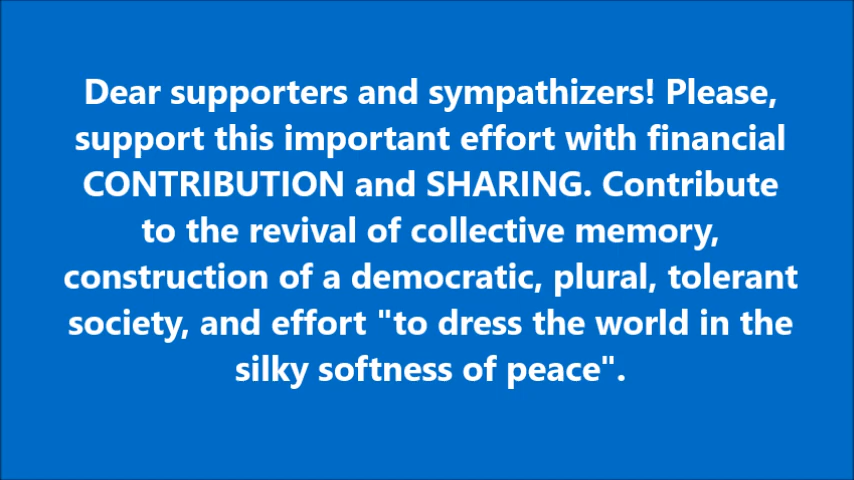 Dear supporters and sympathizers! Please,
support this important effort with financial
CONTRIBUTION and SHARING. Contribute
to the revival of collective memory,
construction of a democratic, plural, tolerant
society, and effort "to dress the world in the
silky softness of peace".